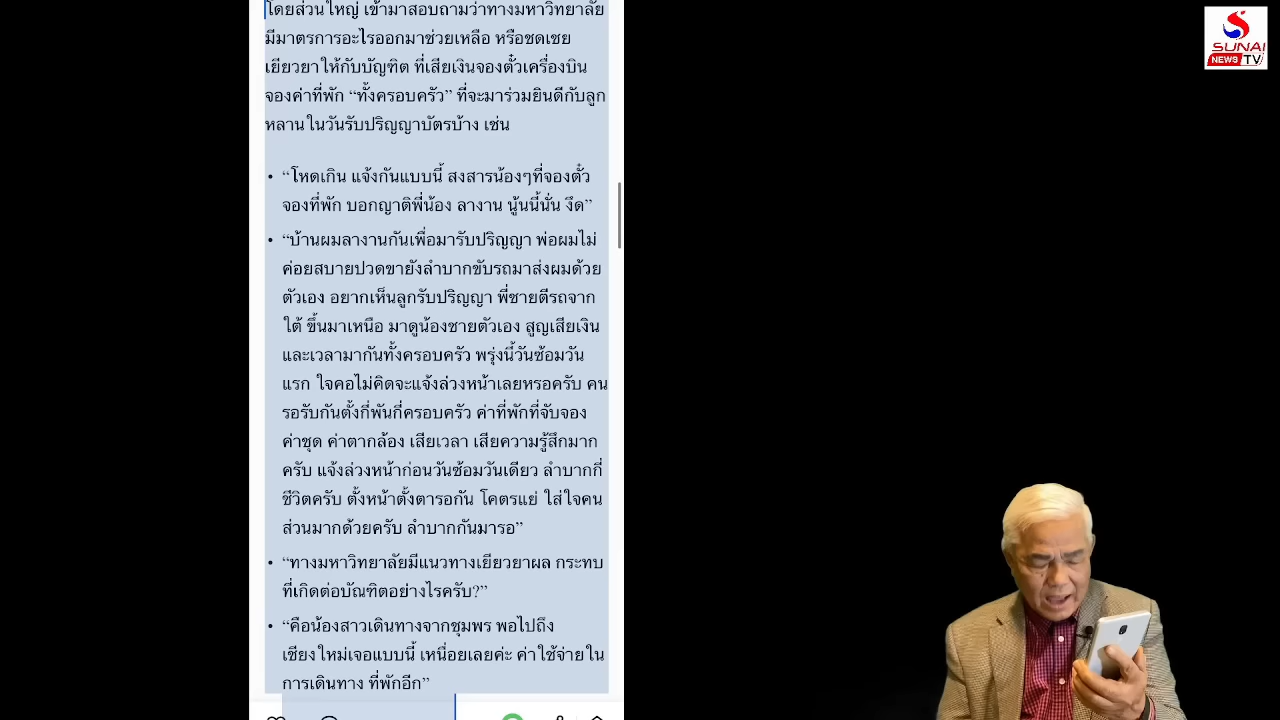 โดยส่วนใหญ่ เข้ามาสอบถามว่าทางมหาวิทยาลัย
มีมาตรการอะไรออกมาช่วยเหลือ หรือชดเชย
เยียวยาให้กับบัญฑิต ที่เสียเงินจองตั๋วเครื่องบิน
จองค่าที่พัก “ทั้งครอบครัว” ที่จะมาร่วมยินดีกับลูก
หลานในวันรับปริญญาบัตรบ้าง เช่น
• “โหดเกิน แจ้งกันแบบนี้ สงสารน้องๆที่จองตั๋ว
จองที่พัก บอกญาติพี่น้อง ลางาน นู้นนี้นั่น งึด”
• “บ้านผมลางานกันเพื่อมารับปริญญา พ่อผมไม่
ค่อยสบายปวดขายังลำบากขับรถมาส่งผมด้วย
ตัวเอง อยากเห็นลูกรับปริญญา พี่ชายตีรถจาก
ใต้ ขึ้นมาเหนือ มาดูน้องชายตัวเอง สูญเสียเงิน
และเวลามากันทั้งครอบครัว พรุ่งนี้วันซ้อมวัน
แรก ใจคอไม่คิดจะแจ้งล่วงหน้าเลยหรอครับ คน
รอรับกันตั้งกี่พันกี่ครอบครัว ค่าที่พักที่จับจอง
ค่าชุด ค่าตากล้อง เสียเวลา เสียความรู้สึกมาก
ครับ แจ้งล่วงหน้าก่อนวันซ้อมวันเดียว ลำบากกี่
ชีวิตครับ ตั้งหน้าตั้งตารอกัน โคตรแย่ ใส่ใจคน
ส่วนมากด้วยครับ ลำบากกันมารอ”
• “ทางมหาวิทยาลัยมีแนวทางเยียวยาผล กระทบ
ที่เกิดต่อบัณฑิตอย่างไรครับ?”
• “คือน้องสาวเดินทางจากชุมพร พอไปถึง
เชียงใหม่เจอแบบนี้ เหนื่อยเลยค่ะ ค่าใช้จ่ายใน
การเดินทาง ที่พักอีก”
SUNAI
NEWS TV